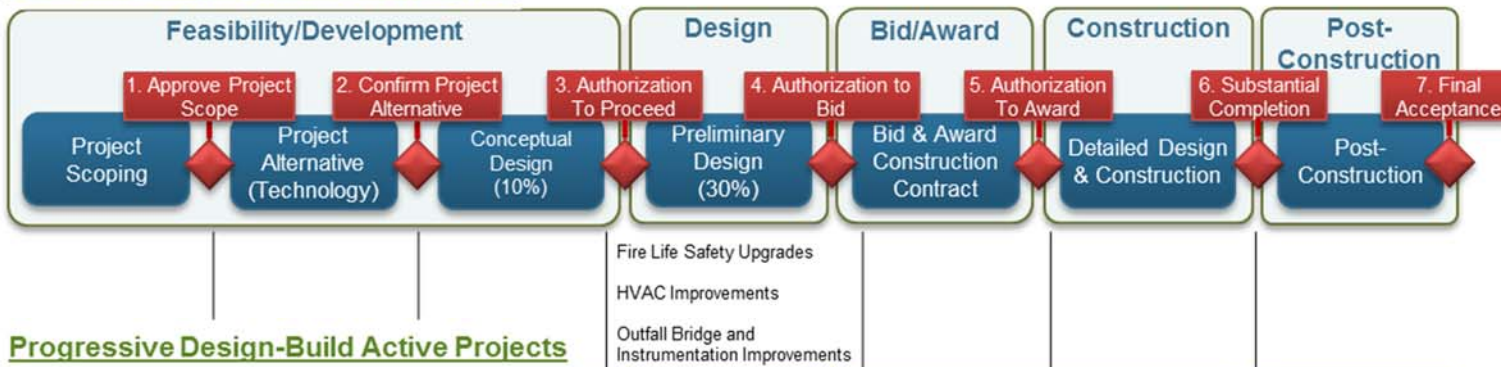 Feasibility/Development
Design
Bid/Award
Construction
Post-
Construction
1. Approve Project
Scope
2. Confirm Project
Alternative
3. Authorization
To Proceed
4. Authorization to
Bid
5. Authorization
To Award
6. Substantial
Completion
7. Final
Acceptance
Project
Scoping
Project
Alternative
(Technology)
Conceptual
Design
(10%)
Preliminary
Design
(30%)
Bid & Award
Construction
Contract
Detailed Design
& Construction
Post-
Construction
Fire Life Safety Upgrades
HVAC Improvements
Outfall Bridge and
Instrumentation Improvements
Progressive Design-Build Active Projects